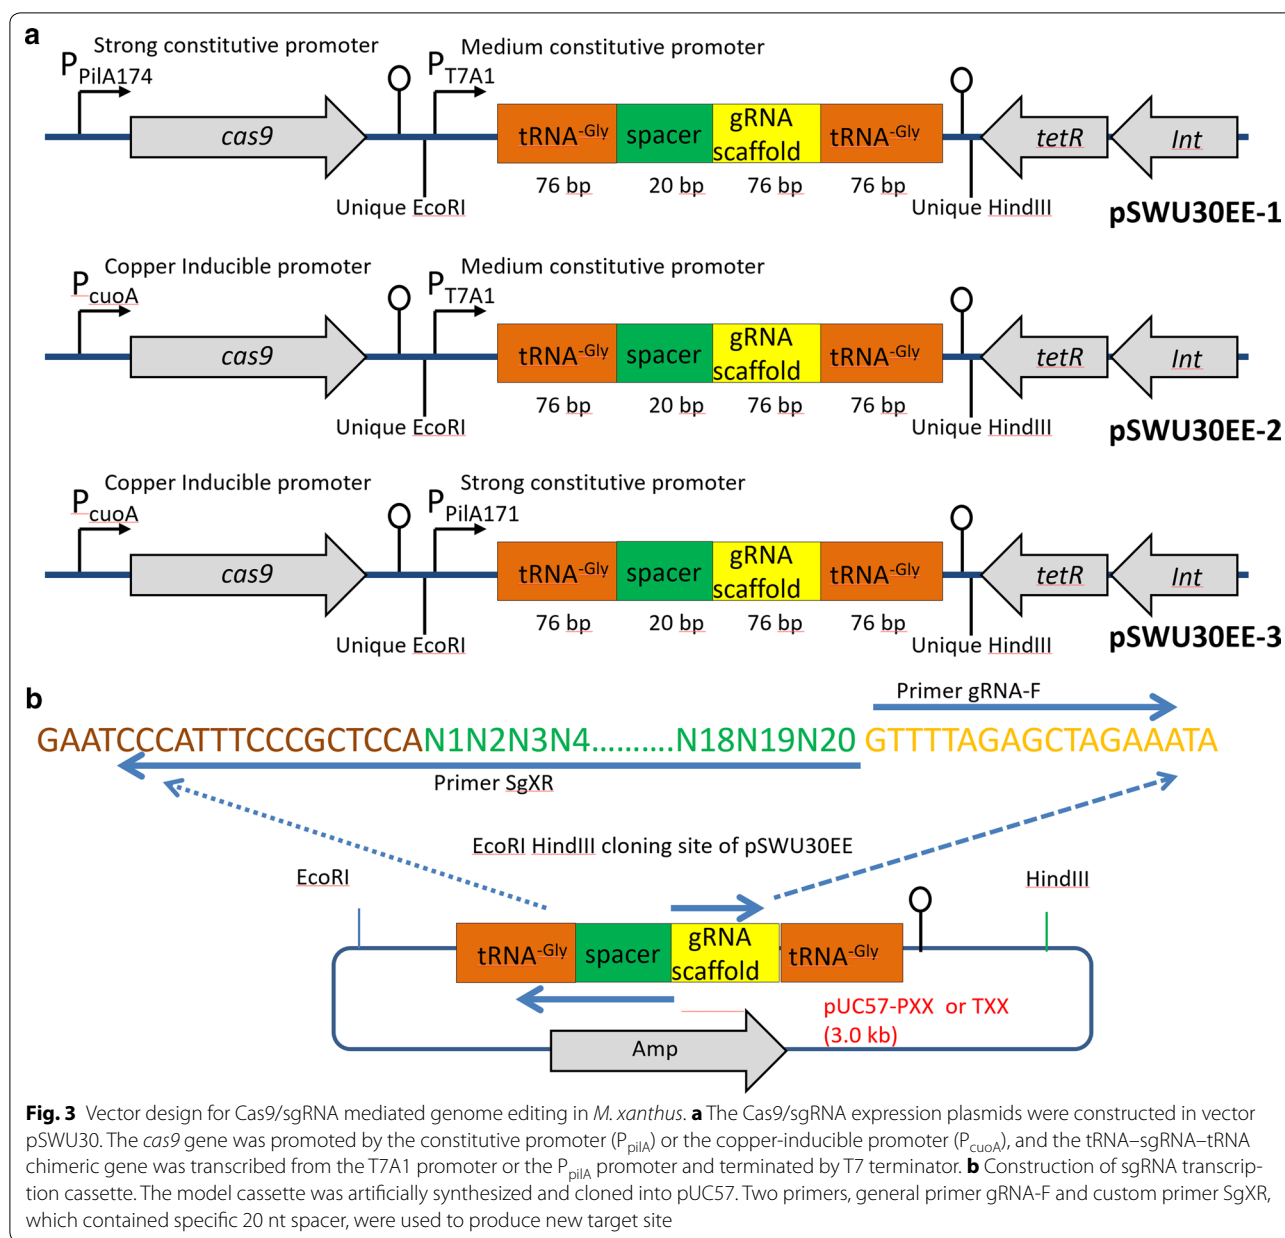 a
Strong constitutive promoter
Medium constitutive promoter
P PilA174
P T7A1
cas9
tRNA-Gly
spacer
gRNA
scaffold
tRNA-Gly
tetR
Int
76 bp
20 bp
76 bp
76 bp
Unique EcoRI
Unique HindIII
pSWU30EE-1
Copper Inducible promoter
Medium constitutive promoter
P cuoA
P T7A1
cas9
tRNA-Gly
spacer
gRNA
scaffold
tRNA-Gly
tetR
Int
76 bp
20 bp
76 bp
76 bp
Unique EcoRI
Unique HindIII
pSWU30EE-2
Copper Inducible promoter
Strong constitutive promoter
P cuoA
P PilA171
cas9
tRNA-Gly
spacer
gRNA
scaffold
tRNA-Gly
tetR
Int
76 bp
20 bp
76 bp
76 bp
Unique EcoRI
Unique HindIII
pSWU30EE-3
b
Primer gRNA-F
GAATCCCATTTCCCGCTCCAN1N2N3N4..........N18N19N20 GTTTTAGAGCTAGAAATA
Primer SgXR
EcoRI HindIII cloning site of pSWU30EE
EcoRI
HindIII
tRNA-Gly
spacer
gRNA
scaffold
tRNA-Gly
pUC57-PXX or TXX
(3.0 kb)
Amp
Fig. 3 Vector design for Cas9/sgRNA mediated genome editing in M. xanthus. a The Cas9/sgRNA expression plasmids were constructed in vector
pSWU30. The cas9 gene was promoted by the constitutive promoter (PpilA) or the copper-inducible promoter (PcuoA), and the tRNA–sgRNA–tRNA
chimeric gene was transcribed from the T7A1 promoter or the PpilA promoter and terminated by T7 terminator. b Construction of sgRNA transcrip-
tion cassette. The model cassette was artificially synthesized and cloned into pUC57. Two primers, general primer gRNA-F and custom primer SgXR,
which contained specific 20 nt spacer, were used to produce new target site